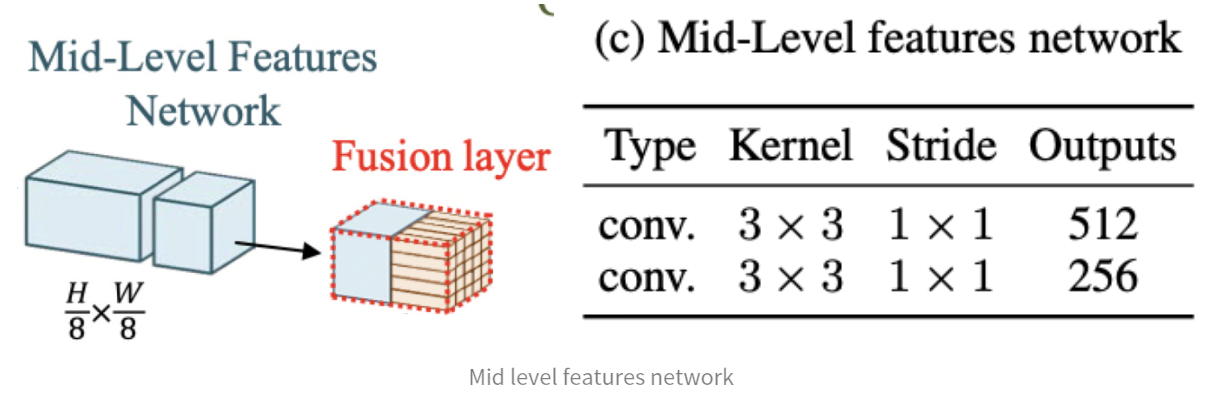 Mid-Level Features
Network
Fusion layer
H/8×W/8
(c) Mid-Level features network
Type Kernel Stride Outputs
conv. 3 × 3 1 × 1 512
conv. 3 × 3 1 × 1 256
Mid level features network